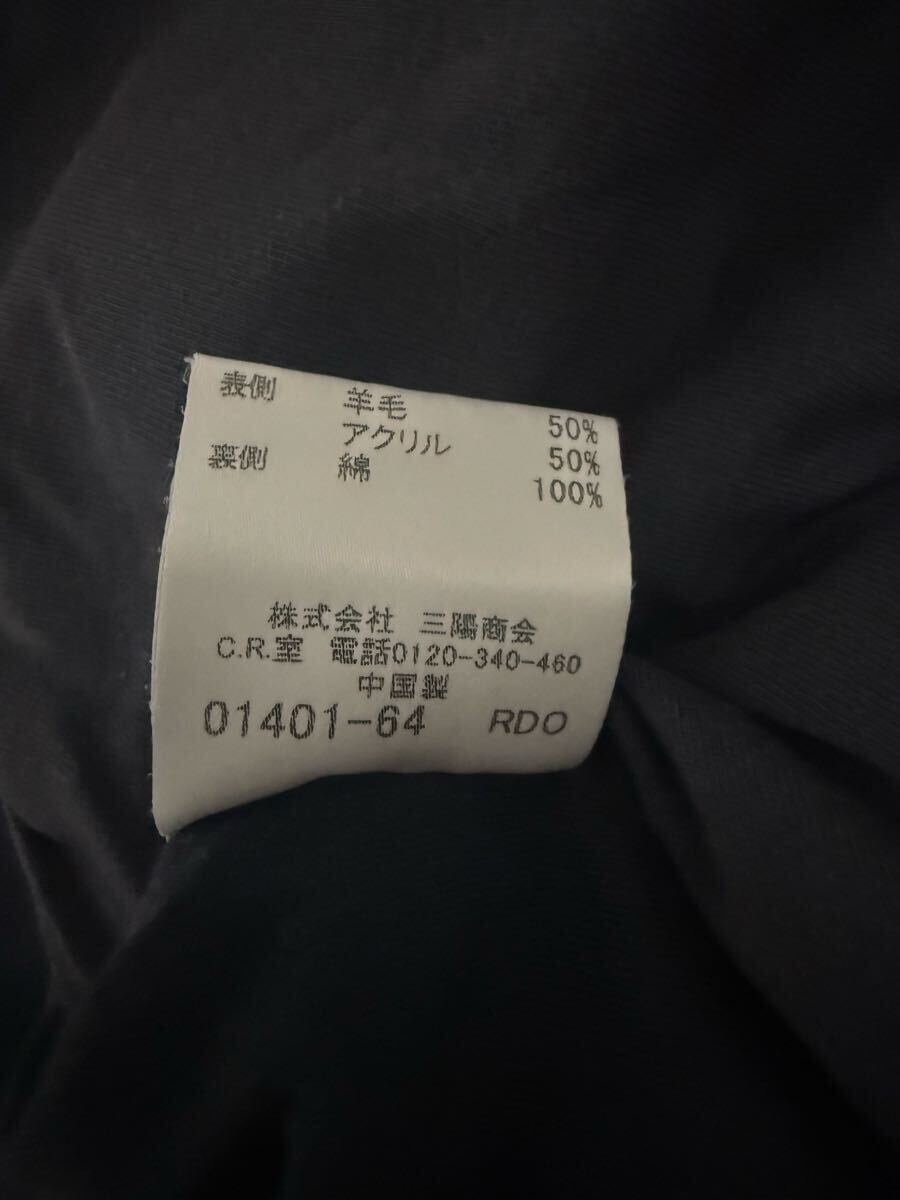 表側 羊毛 50%
アクリル 50%
裏側 綿 100%
株式会社 三陽商会
C.R.室 電話0120-340-460
中国製
01401-64 RDO